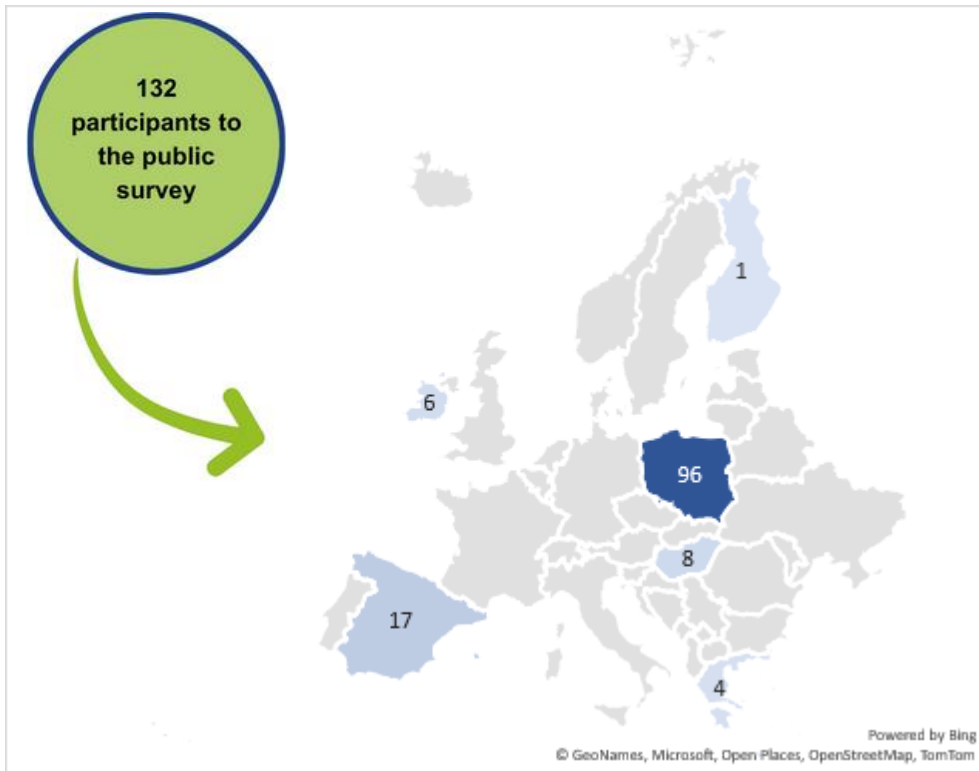 132
participants to
the public
survey
1
6
96
8
17
4
Powered by Bing
© GeoNames, Microsoft, Open Places, OpenStreetMap, TomTom